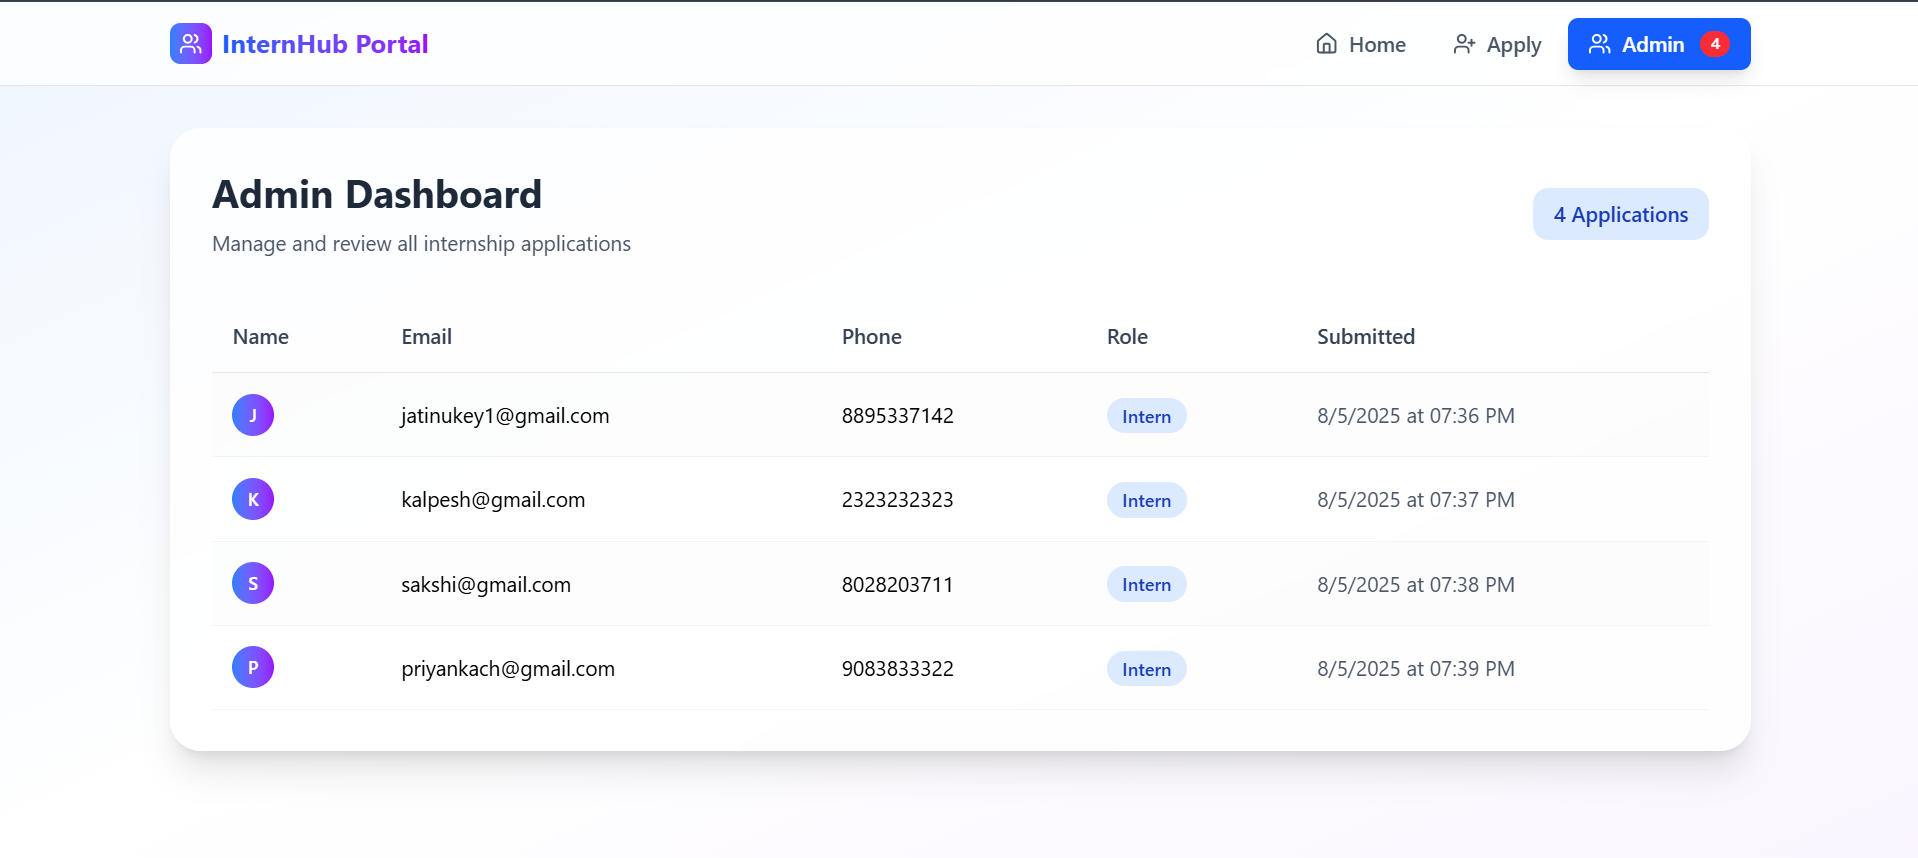 InternHub Portal Home Apply Admin 4
Admin Dashboard
4 Applications
Manage and review all internship applications
Name Email Phone Role Submitted
J jatinukey1@gmail.com 8895337142 Intern 8/5/2025 at 07:36 PM
K kalpesh@gmail.com 2323232323 Intern 8/5/2025 at 07:37 PM
S sakshi@gmail.com 8028203711 Intern 8/5/2025 at 07:38 PM
P priyankach@gmail.com 9083833322 Intern 8/5/2025 at 07:39 PM